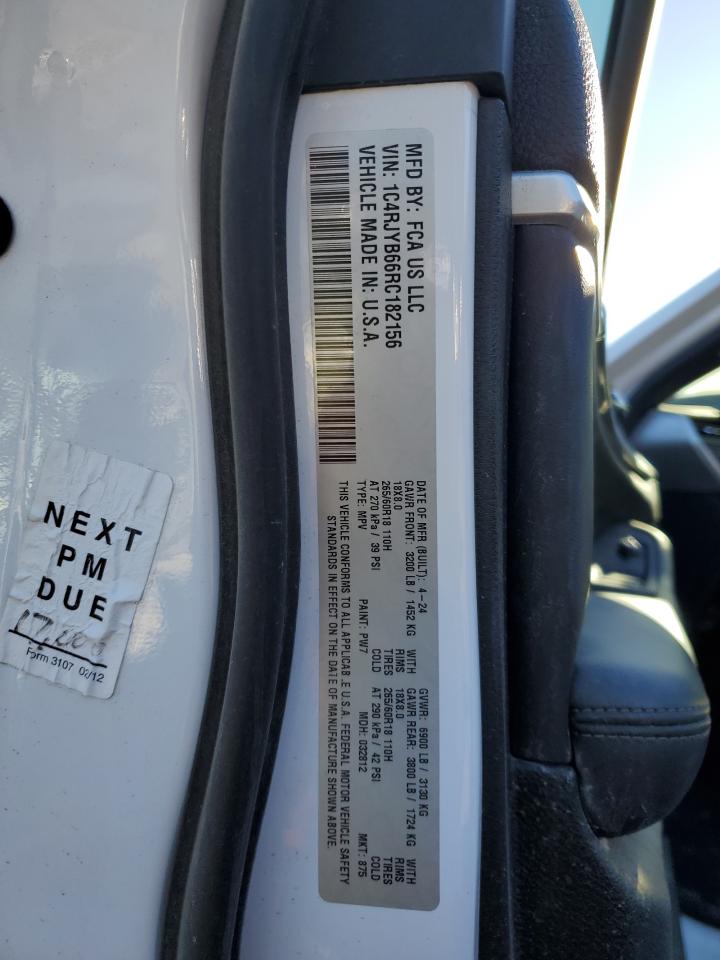 MFD BY: FCA US LLC
VIN: 1C4RJYB66RC182156
VEHICLE MADE IN: U.S.A.
DATE OF MFR (BUILT): 4-24 GVWR: 6900 LB / 3130 KG
GAWR FRONT: 3200 LB / 1452 KG WITH GAWR REAR: 3800 LB / 1724 KG WITH
18X8.0 RIMS 18X8.0 RIMS
265/60R18 110H TIRES 265/60R18 110H TIRES
AT 270 kPa / 39 PSI COLD AT 290 kPa / 42 PSI COLD
TYPE: MPV PAINT: PW7 MDH: 032812 MKT: 875
THIS VEHICLE CONFORMS TO ALL APPLICABLE U.S.A. FEDERAL MOTOR VEHICLE SAFETY
STANDARDS IN EFFECT ON THE DATE OF MANUFACTURE SHOWN ABOVE.
NEXT
PM
DUE
Form 3107 02/12